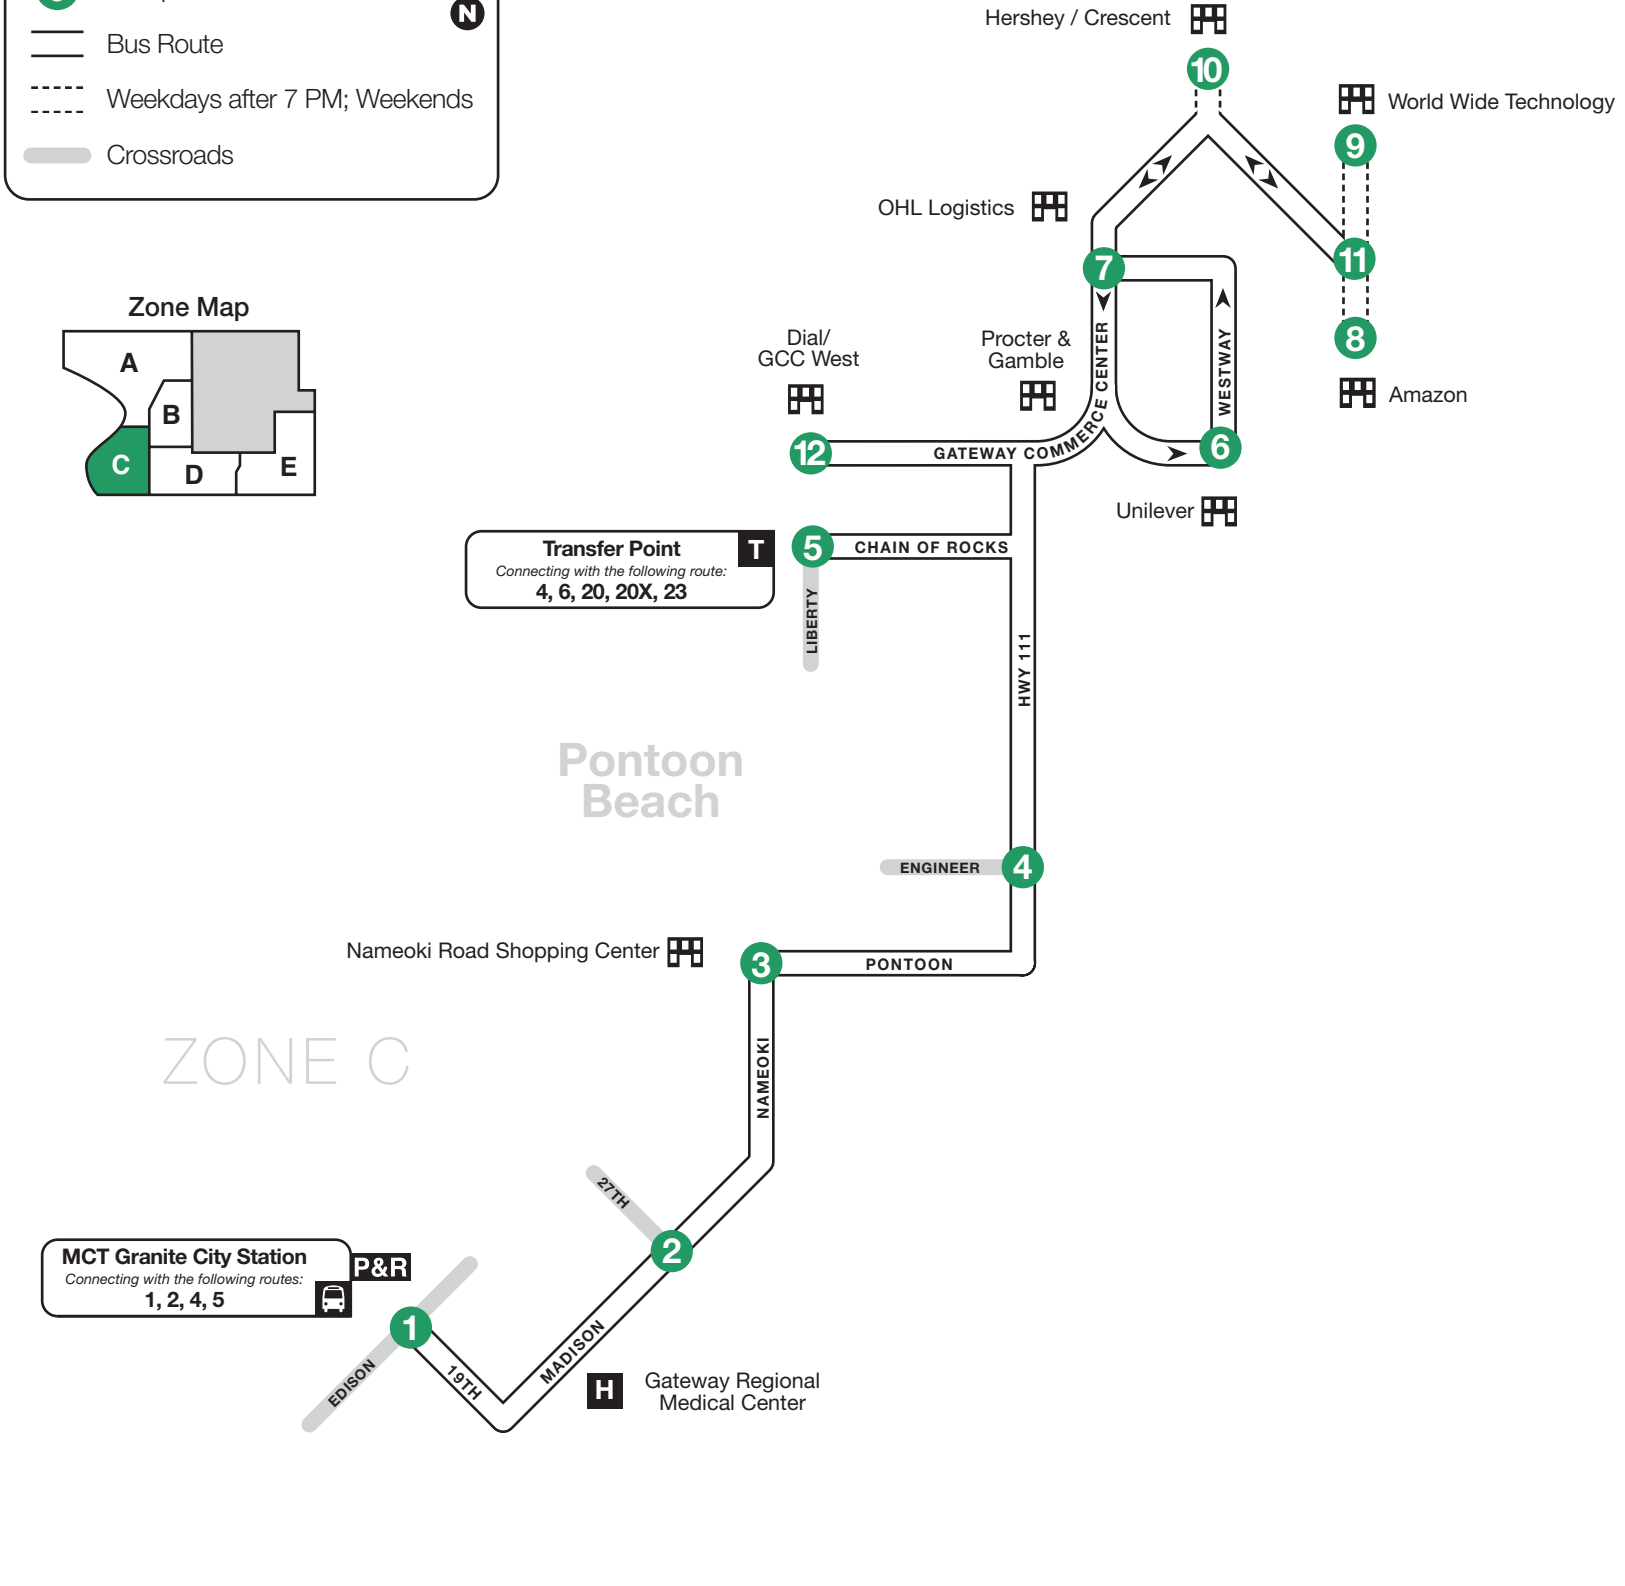 N
Bus Route
Weekdays after 7 PM; Weekends
Crossroads
Zone Map
A
B
C
D
E
Hershey / Crescent
10
World Wide Technology
9
OHL Logistics
7
11
8
Amazon
Dial/
GCC West
Procter &
Gamble
GATEWAY COMMERCE CENTER
WESTWAY
12
6
Unilever
Transfer Point
T
Connecting with the following route:
4, 6, 20, 20X, 23
5
CHAIN OF ROCKS
LIBERTY
HWY 111
Pontoon
Beach
ENGINEER
4
Nameoki Road Shopping Center
3
PONTOON
ZONE C
NAMEOKI
27TH
2
MCT Granite City Station
Connecting with the following routes:
1, 2, 4, 5
P&R
1
EDISON
19TH
MADISON
H
Gateway Regional
Medical Center